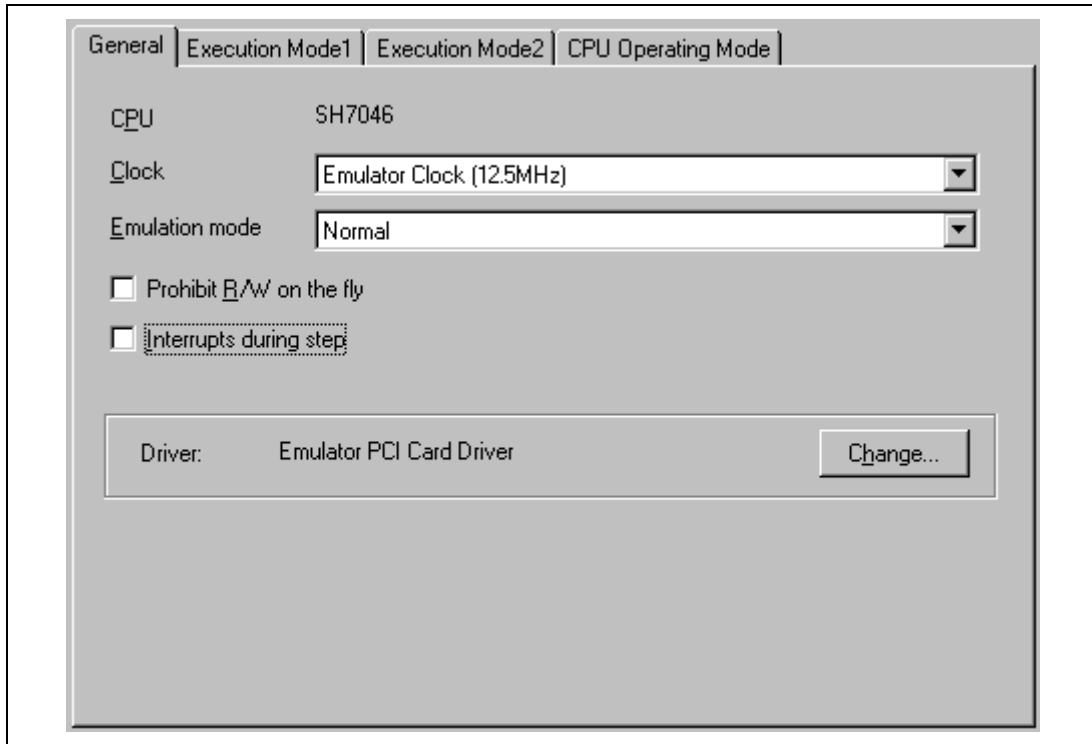 General Execution Mode1 Execution Mode2 CPU Operating Mode
CPU SH7046
Clock Emulator Clock (12.5MHz)
Emulation mode Normal
Prohibit R/W on the fly
Interrupts during step
Driver: Emulator PCI Card Driver Change...